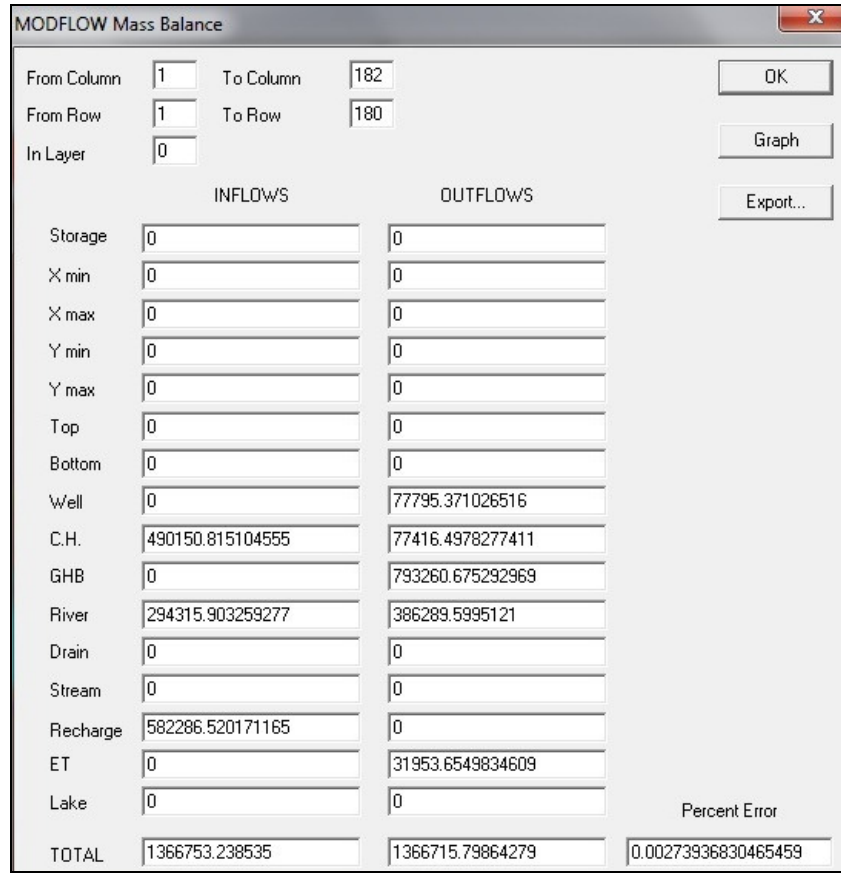 MODFLOW Mass Balance
From Column 1 To Column 182 OK
From Row 1 To Row 180
In Layer 0 Graph
INFLOWS OUTFLOWS Export...
Storage 0 0
X min 0 0
X max 0 0
Y min 0 0
Y max 0 0
Top 0 0
Bottom 0 0
Well 0 77795.371026516
C.H. 490150.815104555 77416.4978277411
GHB 0 793260.675292969
River 294315.903259277 386289.5995121
Drain 0 0
Stream 0 0
Recharge 582286.520171165 0
ET 0 31953.6549834609
Lake 0 0
Percent Error
TOTAL 1366753.238535 1366715.79864279 0.00273936830465459